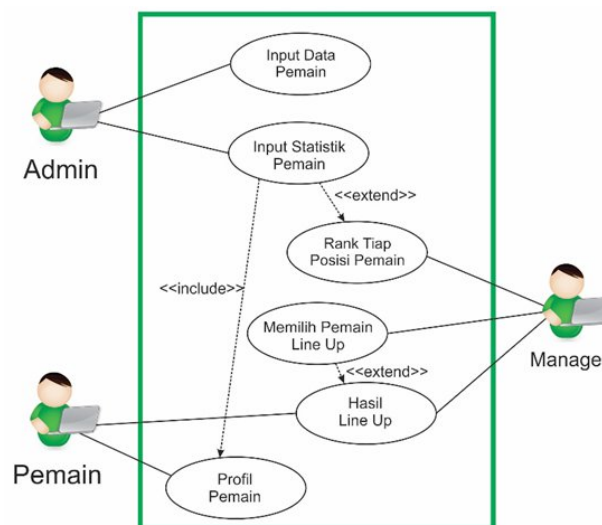 Input Data
Pemain
Admin
Input Statistik
Pemain
<<extend>>
Rank Tiap
Posisi Pemain
<<include>>
Memilih Pemain
Line Up
Manage
<<extend>>
Hasil
Line Up
Pemain
Profil
Pemain